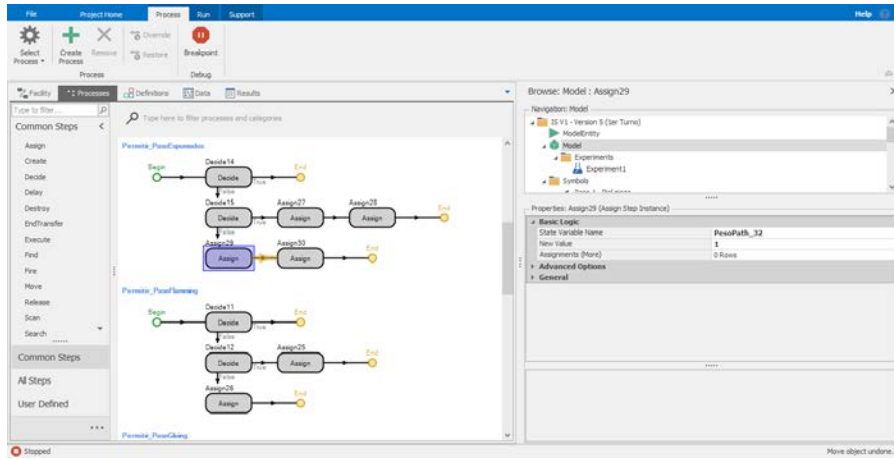 File Project Home Process Run Support Help
Select Process Create Process Remove Override Restore Breakpoint
Process Debug
Facility Processes Definitions Data Results
Type to filter...
Common Steps
Assign
Create
Decide
Delay
Destroy
EndTransfer
Execute
Find
Fire
Move
Release
Scan
Search
Common Steps
All Steps
User Defined
Type here to filter processes and categories
Permitir_PasoEspumados
Begin Decide14 End
Decide True
False
Decide15 Assign27 Assign28 End
Decide True Assign Assign
False
Assign29 Assign30 End
Assign Assign
Permitir_PasoFlamming
Begin Decide11 End
Decide True
False
Decide12 Assign25 End
Decide True Assign
False
Assign26 End
Assign
Permitir_PasoGluing
Browse: Model : Assign29
Navigation: Model
IS V1 - Version 5 (1er Turno)
ModelEntity
Model
Experiments
Experiment1
Symbols
Properties: Assign29 (Assign Step Instance)
Basic Logic
State Variable Name PesoPath_32
New Value 1
Assignments (More) 0 Rows
Advanced Options
General
Stopped Move object undone.